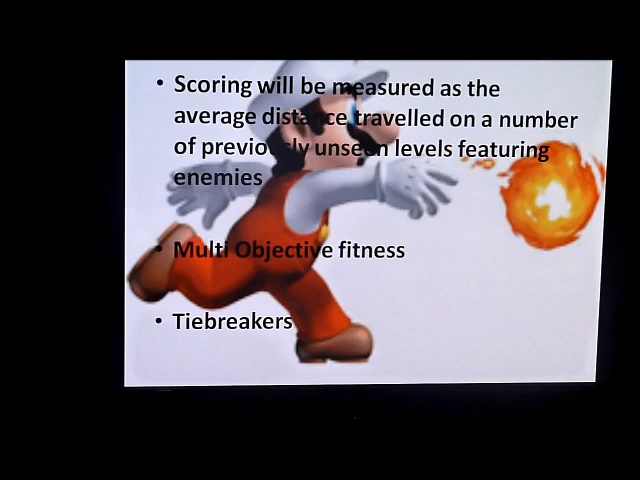 • Scoring will be measured as the
average distance travelled on a number
of previously unseen levels featuring
enemies
• Multi Objective fitness
• Tiebreakers